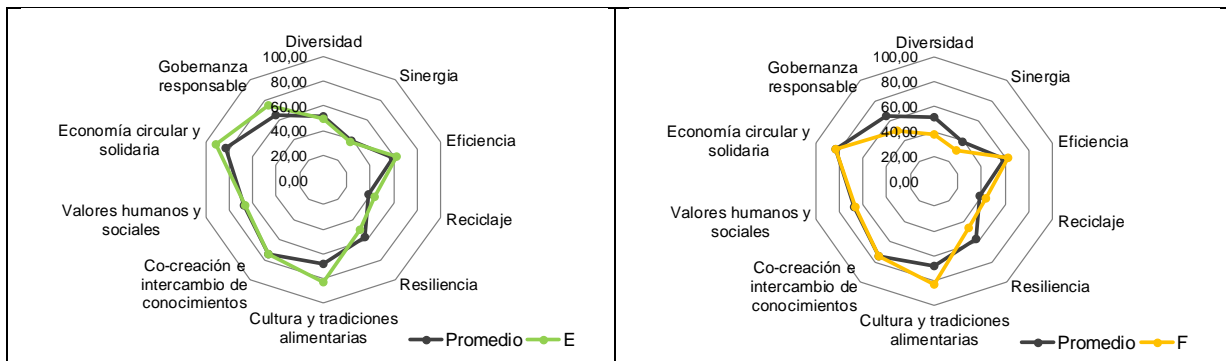 Diversidad
Sinergia
Eficiencia
Reciclaje
Resiliencia
Cultura y tradiciones
alimentarias
Co-creación e
intercambio de
conocimientos
Valores humanos y
sociales
Economía circular y
solidaria
Gobernanza
responsable
100,00
80,00
60,00
40,00
20,00
0,00
Promedio
E
Diversidad
Sinergia
Eficiencia
Reciclaje
Resiliencia
Cultura y tradiciones
alimentarias
Co-creación e
intercambio de
conocimientos
Valores humanos y
sociales
Economía circular y
solidaria
Gobernanza
responsable
100,00
80,00
60,00
40,00
20,00
0,00
Promedio
F